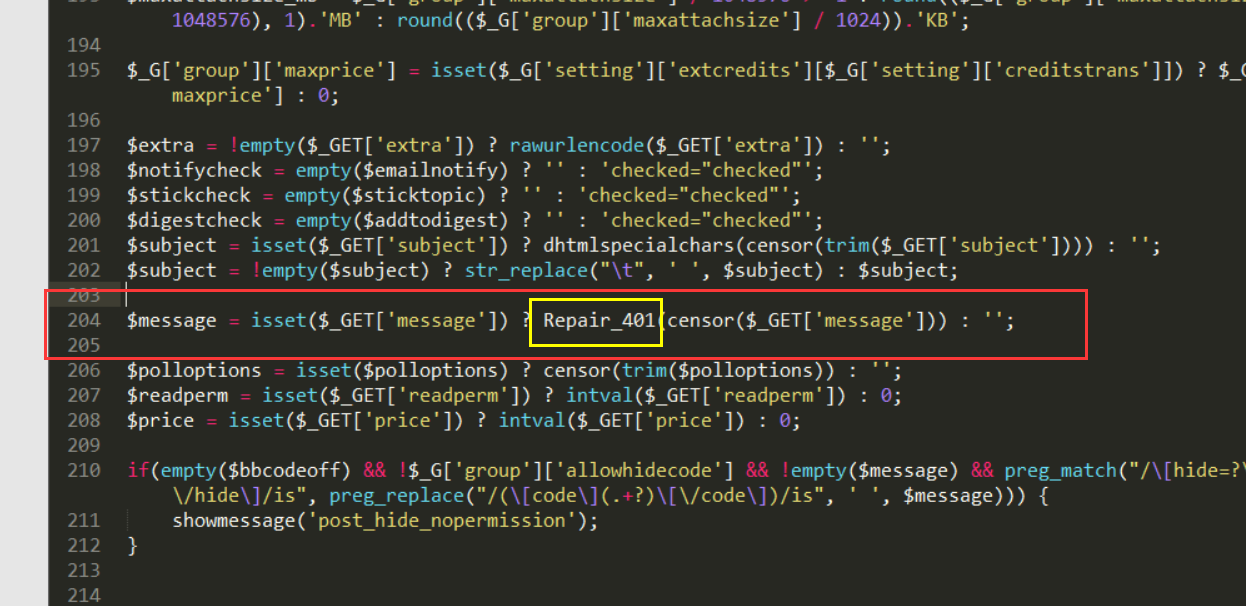 1048576), 1).'MB' : round(($_G['group']['maxattachsize'] / 1024)).'KB';
194
195 $_G['group']['maxprice'] = isset($_G['setting']['extcredits'][$_G['setting']['creditstrans']]) ? $_G
maxprice'] : 0;
196
197 $extra = !empty($_GET['extra']) ? rawurlencode($_GET['extra']) : '';
198 $notifycheck = empty($emailnotify) ? '' : 'checked="checked"';
199 $stickcheck = empty($sticktopic) ? '' : 'checked="checked"';
200 $digestcheck = empty($addtodigest) ? '' : 'checked="checked"';
201 $subject = isset($_GET['subject']) ? dhtmlspecialchars(censor(trim($_GET['subject']))) : '';
202 $subject = !empty($subject) ? str_replace("\t", ' ', $subject) : $subject;
203
204 $message = isset($_GET['message']) ? Repair_401(censor($_GET['message'])) : '';
205
206 $polloptions = isset($polloptions) ? censor(trim($polloptions)) : '';
207 $readperm = isset($_GET['readperm']) ? intval($_GET['readperm']) : 0;
208 $price = isset($_GET['price']) ? intval($_GET['price']) : 0;
209
210 if(empty($bbcodeoff) && !$_G['group']['allowhidecode'] && !empty($message) && preg_match("/\[hide=?\
\/hide\]/is", preg_replace("/(\[code\](.+?)\[\/code\])/is", ' ', $message))) {
211 showmessage('post_hide_nopermission');
212 }
213
214